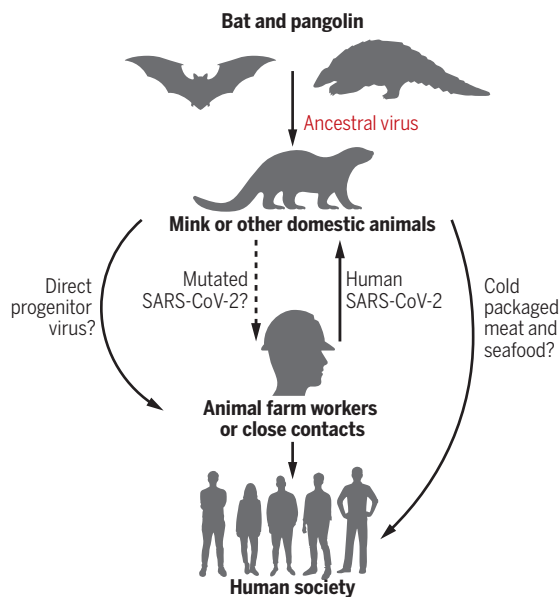 Bat and pangolin
Ancestral virus
Mink or other domestic animals
Direct
progenitor
virus?
Mutated
SARS-CoV-2?
Human
SARS-CoV-2
Cold
packaged
meat and
seafood?
Animal farm workers
or close contacts
Human society